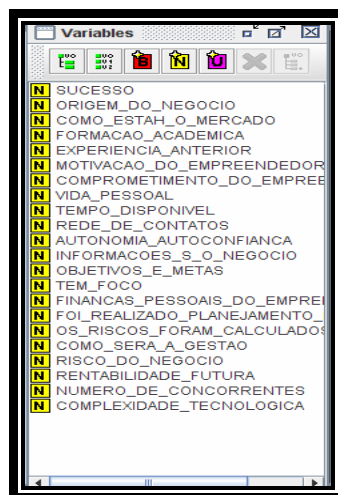 Variables
N SUCESSO
N ORIGEM_DO_NEGOCIO
N COMO_ESTAH_O_MERCADO
N FORMACAO_ACADEMICA
N EXPERIENCIA_ANTERIOR
N MOTIVACAO_DO_EMPREENDEDOR
N COMPROMETIMENTO_DO_EMPREE
N VIDA_PESSOAL
N TEMPO_DISPONIVEL
N REDE_DE_CONTATOS
N AUTONOMIA_AUTOCONFIANCA
N INFORMACOES_S_O_NEGOCIO
N OBJETIVOS_E_METAS
N TEM_FOCO
N FINANCAS_PESSOAIS_DO_EMPREI
N FOI_REALIZADO_PLANEJAMENTO_
N OS_RISCOS_FORAM_CALCULADOS
N COMO_SERA_A_GESTAO
N RISCO_DO_NEGOCIO
N RENTABILIDADE_FUTURA
N NUMERO_DE_CONCORRENTES
N COMPLEXIDADE_TECNOLOGICA